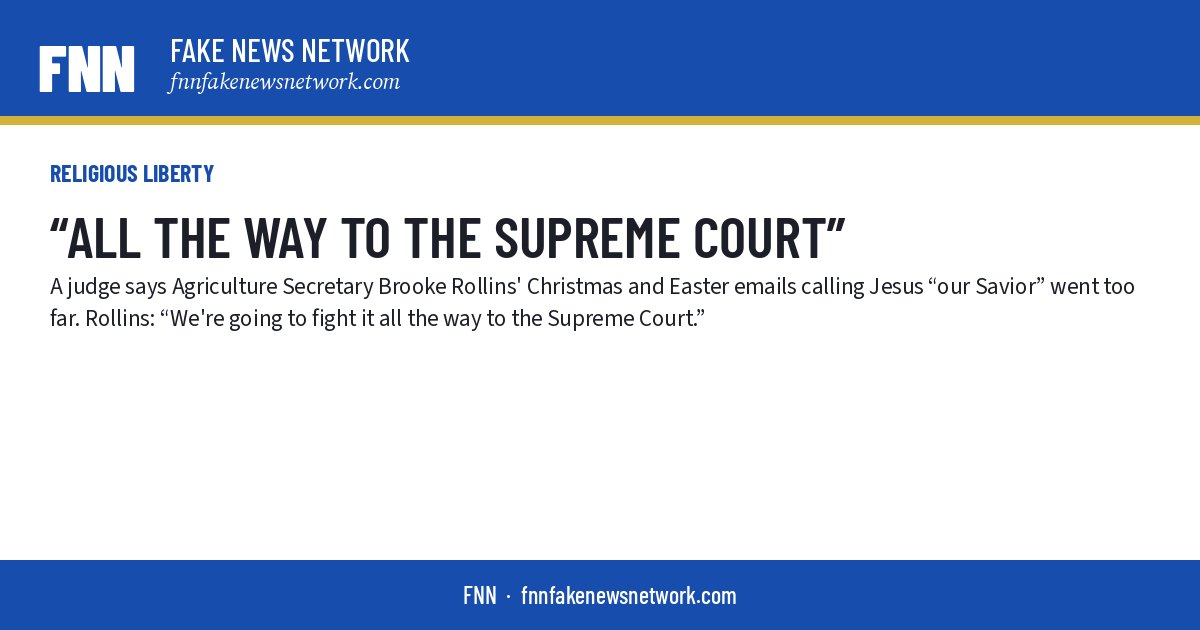 FNN
FAKE NEWS NETWORK
fnnfakenewsnetwork.com
RELIGIOUS LIBERTY
“ALL THE WAY TO THE SUPREME COURT”
A judge says Agriculture Secretary Brooke Rollins' Christmas and Easter emails calling Jesus “our Savior” went too
far. Rollins: “We're going to fight it all the way to the Supreme Court.”
FNN · fnnfakenewsnetwork.com